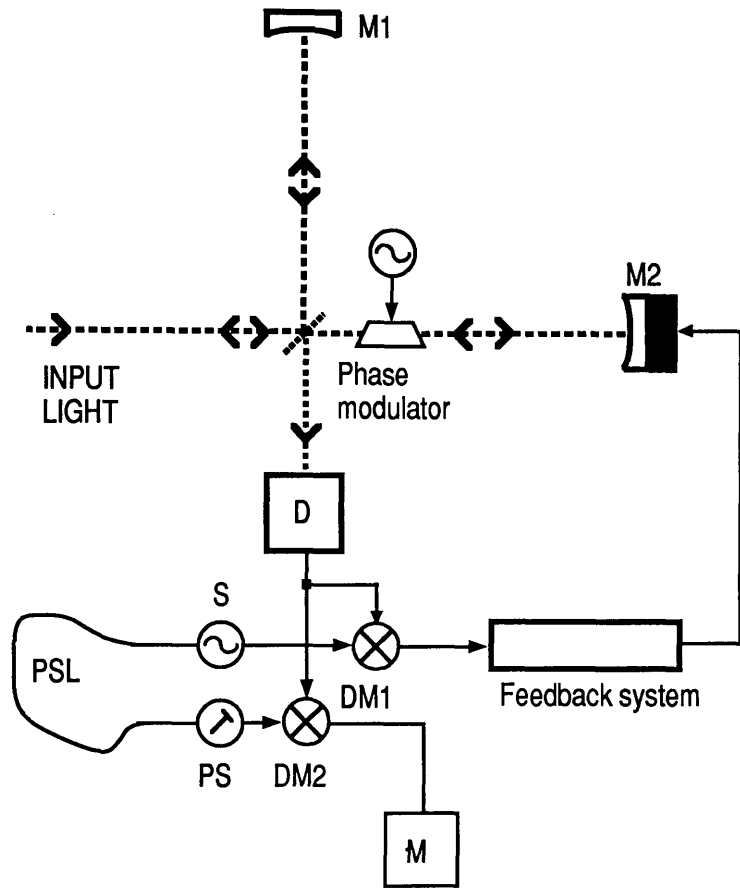 M1
M2
INPUT
LIGHT
Phase
modulator
D
S
PSL
DM1
Feedback system
PS
DM2
M